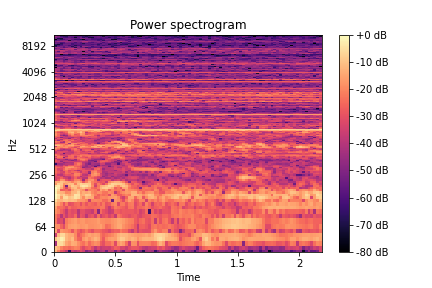 Power spectrogram
8192
4096
2048
1024
512
256
128
64
0
Hz
0
0.5
1
1.5
2
Time
+0 dB
-10 dB
-20 dB
-30 dB
-40 dB
-50 dB
-60 dB
-70 dB
-80 dB